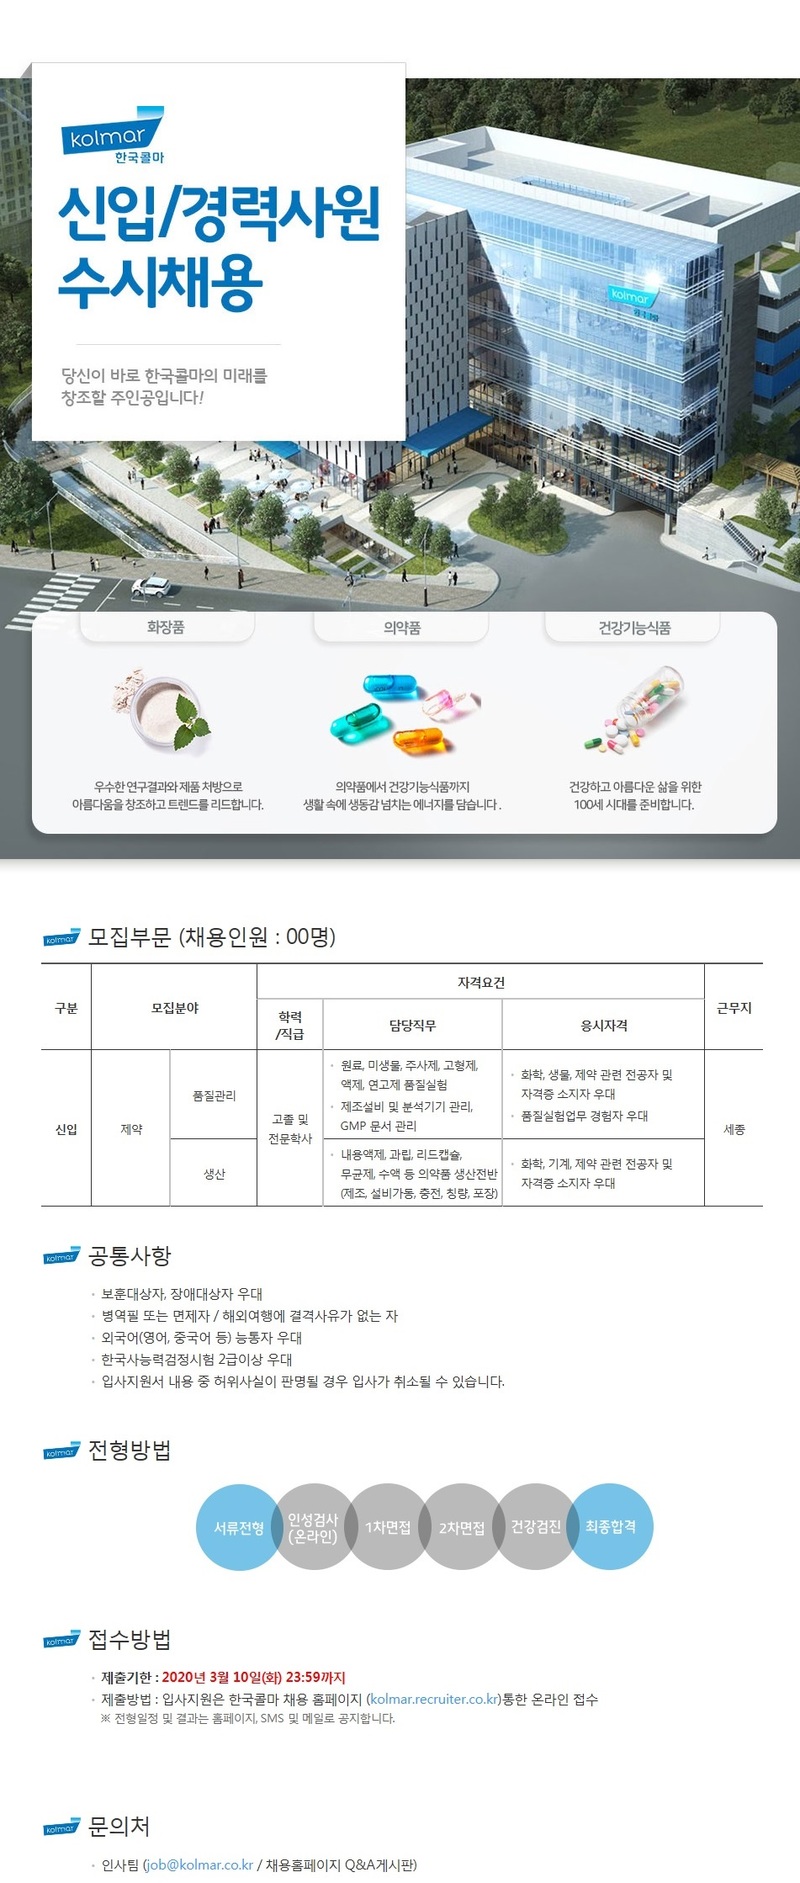 kolmar
한국콜마
신입/경력사원
수시채용
당신이 바로 한국콜마의 미래를
창조할 주인공입니다!
kolmar
한국콜마
화장품
의약품
건강기능식품
우수한 연구결과와 제품 처방으로
아름다움을 창조하고 트렌드를 리드합니다.
의약품에서 건강기능식품까지
생활 속에 생동감 넘치는 에너지를 담습니다.
건강하고 아름다운 삶을 위한
100세 시대를 준비합니다.
kolmar 모집부문 (채용인원 : 00명)
구분
모집분야
자격요건
근무지
학력
/직급
담당직무
응시자격
신입
제약
품질관리
고졸 및
전문학사
· 원료, 미생물, 주사제, 고형제,
액제, 연고제 품질실험
· 제조설비 및 분석기기 관리,
GMP 문서 관리
· 화학, 생물, 제약 관련 전공자 및
자격증 소지자 우대
· 품질실험업무 경험자 우대
세종
생산
· 내용액제, 과립, 리드캡슐,
무균제, 수액 등 의약품 생산전반
(제조, 설비가동, 충전, 칭량, 포장)
· 화학, 기계, 제약 관련 전공자 및
자격증 소지자 우대
kolmar 공통사항
· 보훈대상자, 장애대상자 우대
· 병역필 또는 면제자 / 해외여행에 결격사유가 없는 자
· 외국어(영어, 중국어 등) 능통자 우대
· 한국사능력검정시험 2급이상 우대
· 입사지원서 내용 중 허위사실이 판명될 경우 입사가 취소될 수 있습니다.
kolmar 전형방법
서류전형
인성검사
(온라인)
1차면접
2차면접
건강검진
최종합격
kolmar 접수방법
· 제출기한 : 2020년 3월 10일(화) 23:59까지
· 제출방법 : 입사지원은 한국콜마 채용 홈페이지 (kolmar.recruiter.co.kr)통한 온라인 접수
※ 전형일정 및 결과는 홈페이지, SMS 및 메일로 공지합니다.
kolmar 문의처
· 인사팀 (job@kolmar.co.kr / 채용홈페이지 Q&A게시판)